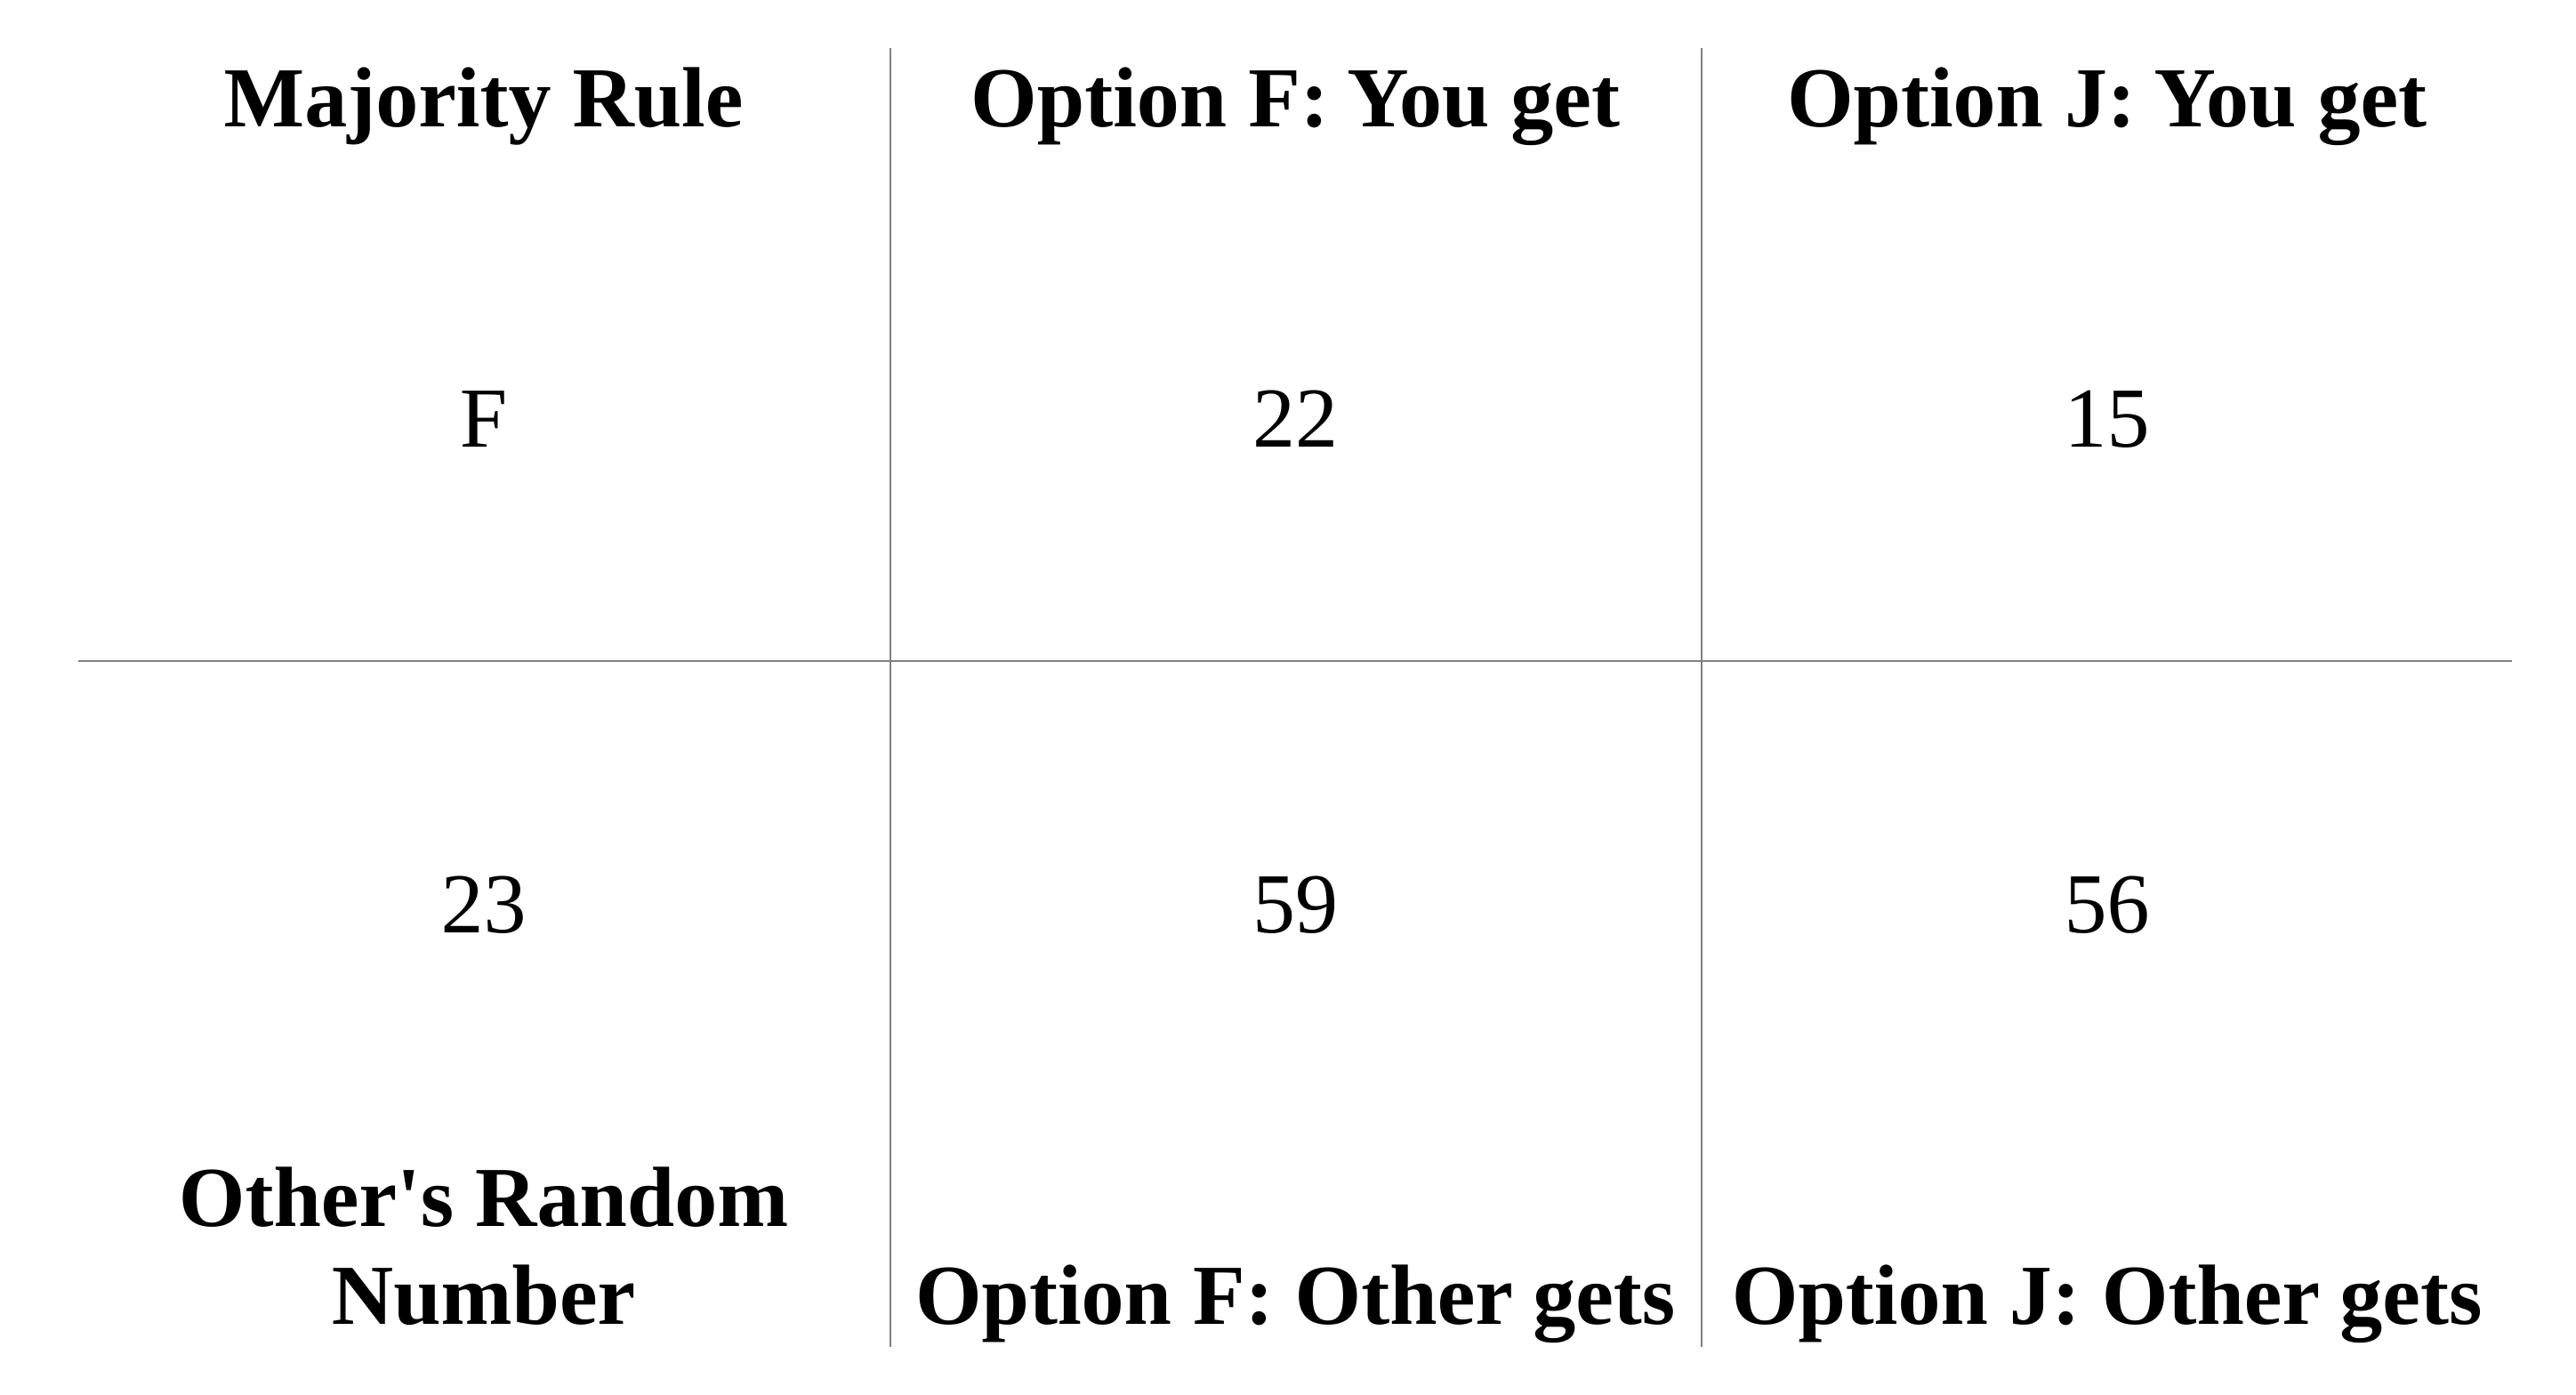 Majority Rule
Option F: You get
Option J: You get
F
22
15
23
59
56
Other's Random
Number
Option F: Other gets
Option J: Other gets